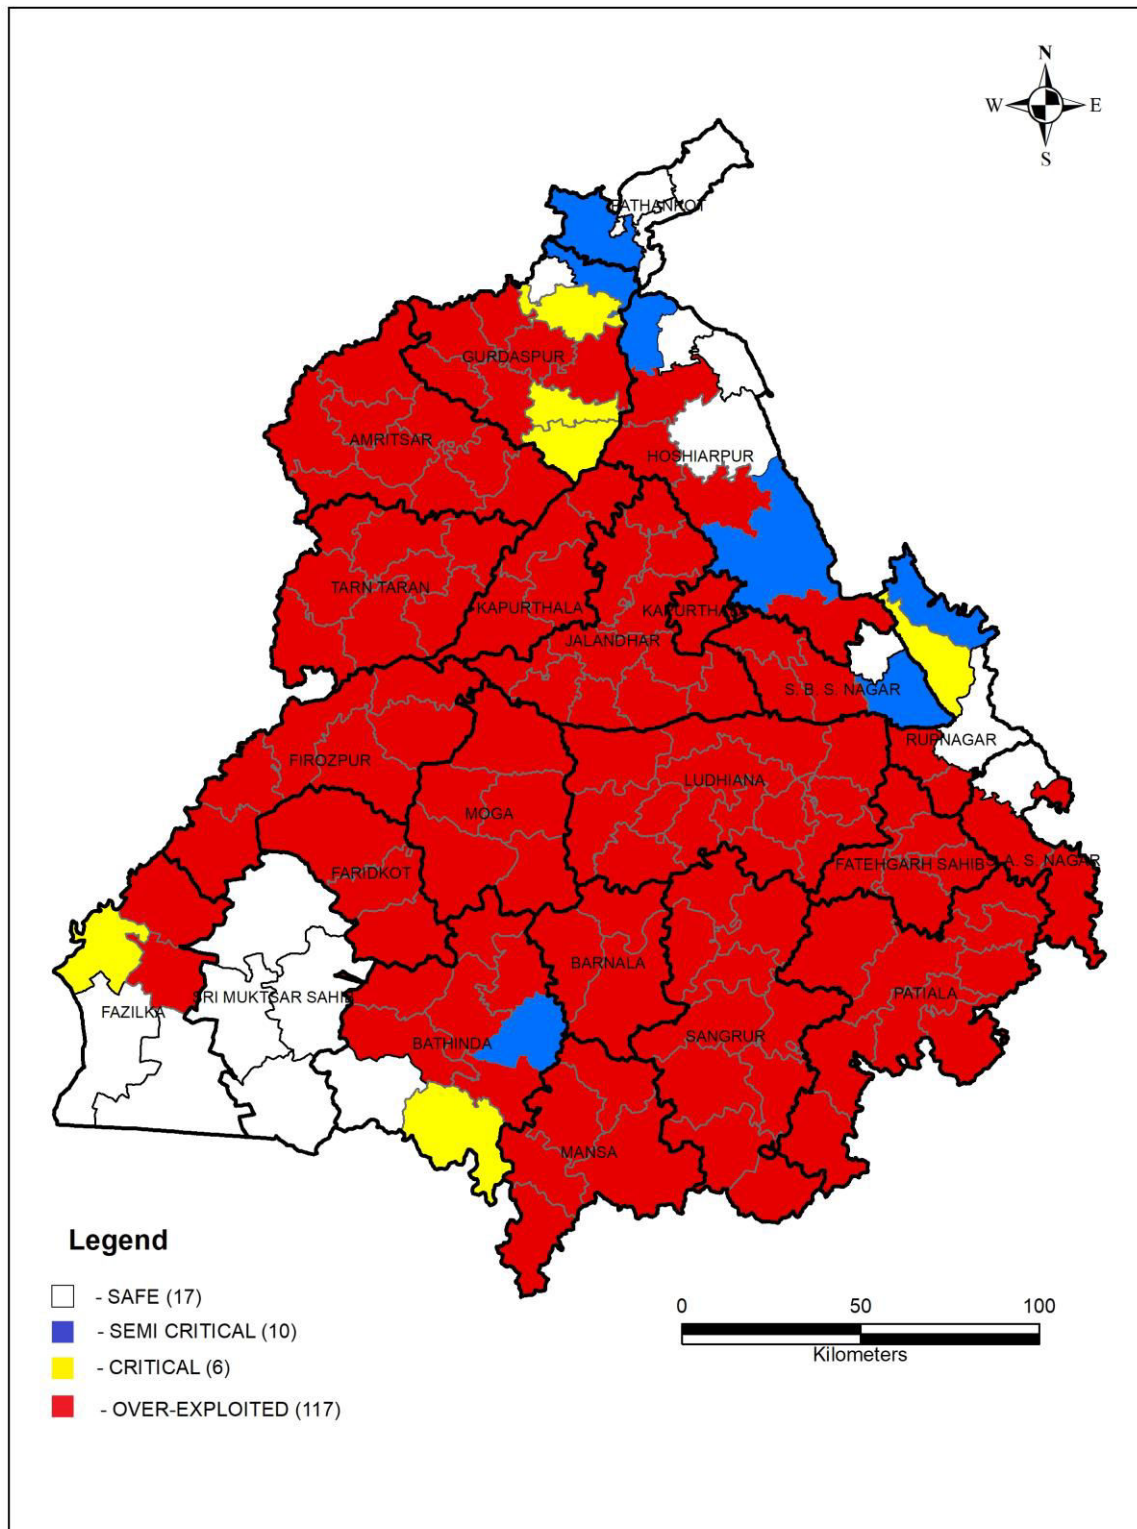 N
W E
S
PATHANKOT
GURDASPUR
AMRITSAR
HOSHIARPUR
TARN TARAN
KAPURTHALA
KAPURTHA
JALANDHAR
S. B. S. NAGAR
RUPNAGAR
FIROZPUR
LUDHIANA
MOGA
FARIDKOT
FATEHGARH SAHIB
S. A. S. NAGAR
BARNALA
PATIALA
SRI MUKTSAR SAHIB
FAZILKA
SANGRUR
BATHINDA
MANSA
Legend
- SAFE (17)
- SEMI CRITICAL (10)
- CRITICAL (6)
- OVER-EXPLOITED (117)
0 50 100
Kilometers